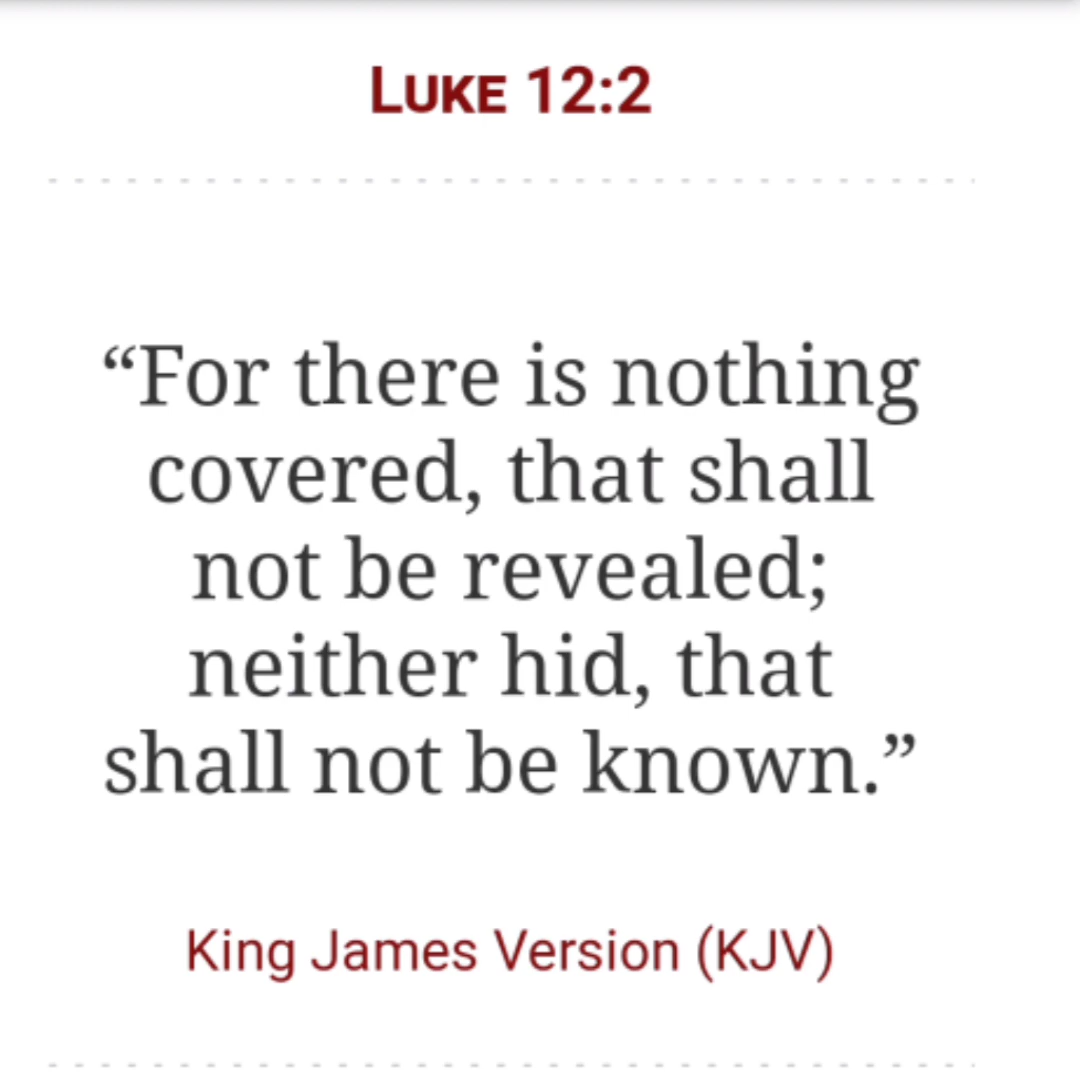 LUKE 12:2
“For there is nothing
covered, that shall
not be revealed;
neither hid, that
shall not be known.”
King James Version (KJV)